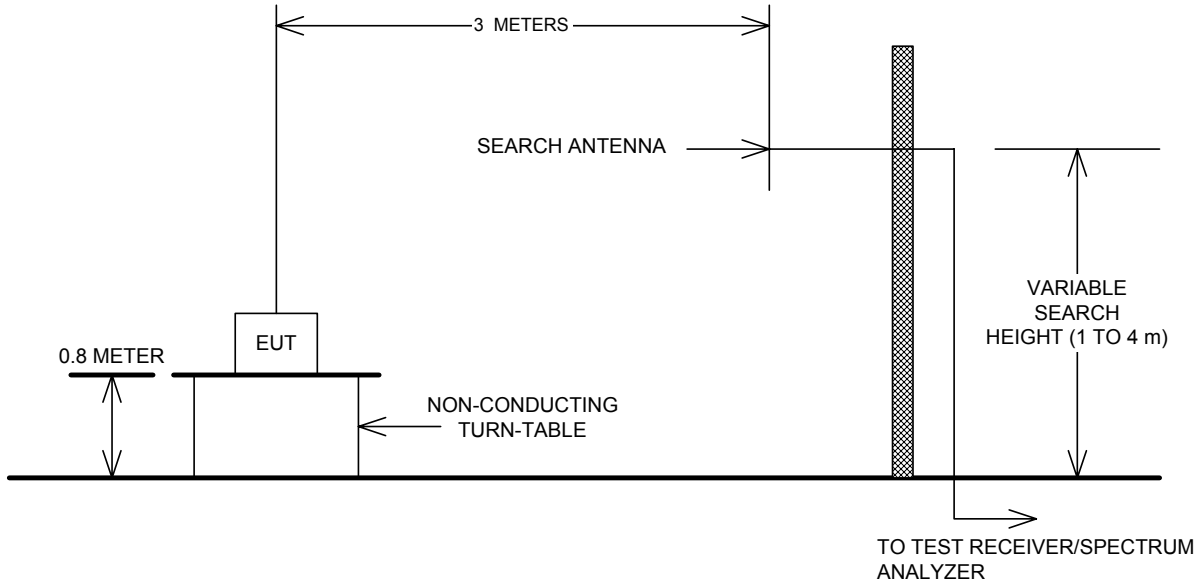 3 METERS
SEARCH ANTENNA
VARIABLE
SEARCH
HEIGHT (1 TO 4 m)
EUT
0.8 METER
NON-CONDUCTING
TURN-TABLE
TO TEST RECEIVER/SPECTRUM
ANALYZER